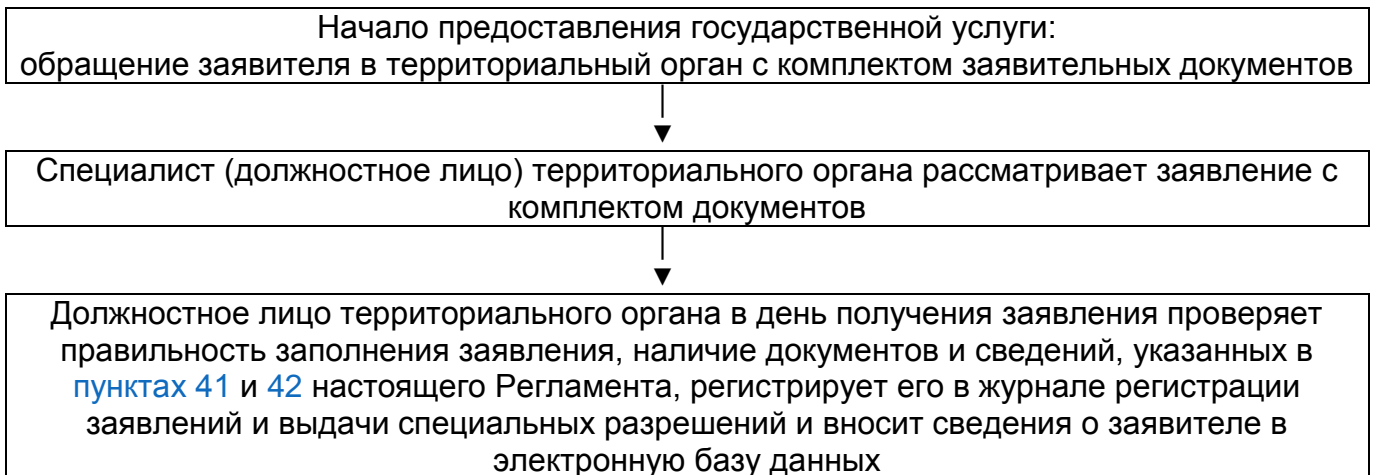 Начало предоставления государственной услуги:
обращение заявителя в территориальный орган с комплектом заявительных документов
Специалист (должностное лицо) территориального органа рассматривает заявление с
комплектом документов
Должностное лицо территориального органа в день получения заявления проверяет
правильность заполнения заявления, наличие документов и сведений, указанных в
пунктах 41 и 42 настоящего Регламента, регистрирует его в журнале регистрации
заявлений и выдачи специальных разрешений и вносит сведения о заявителе в
электронную базу данных